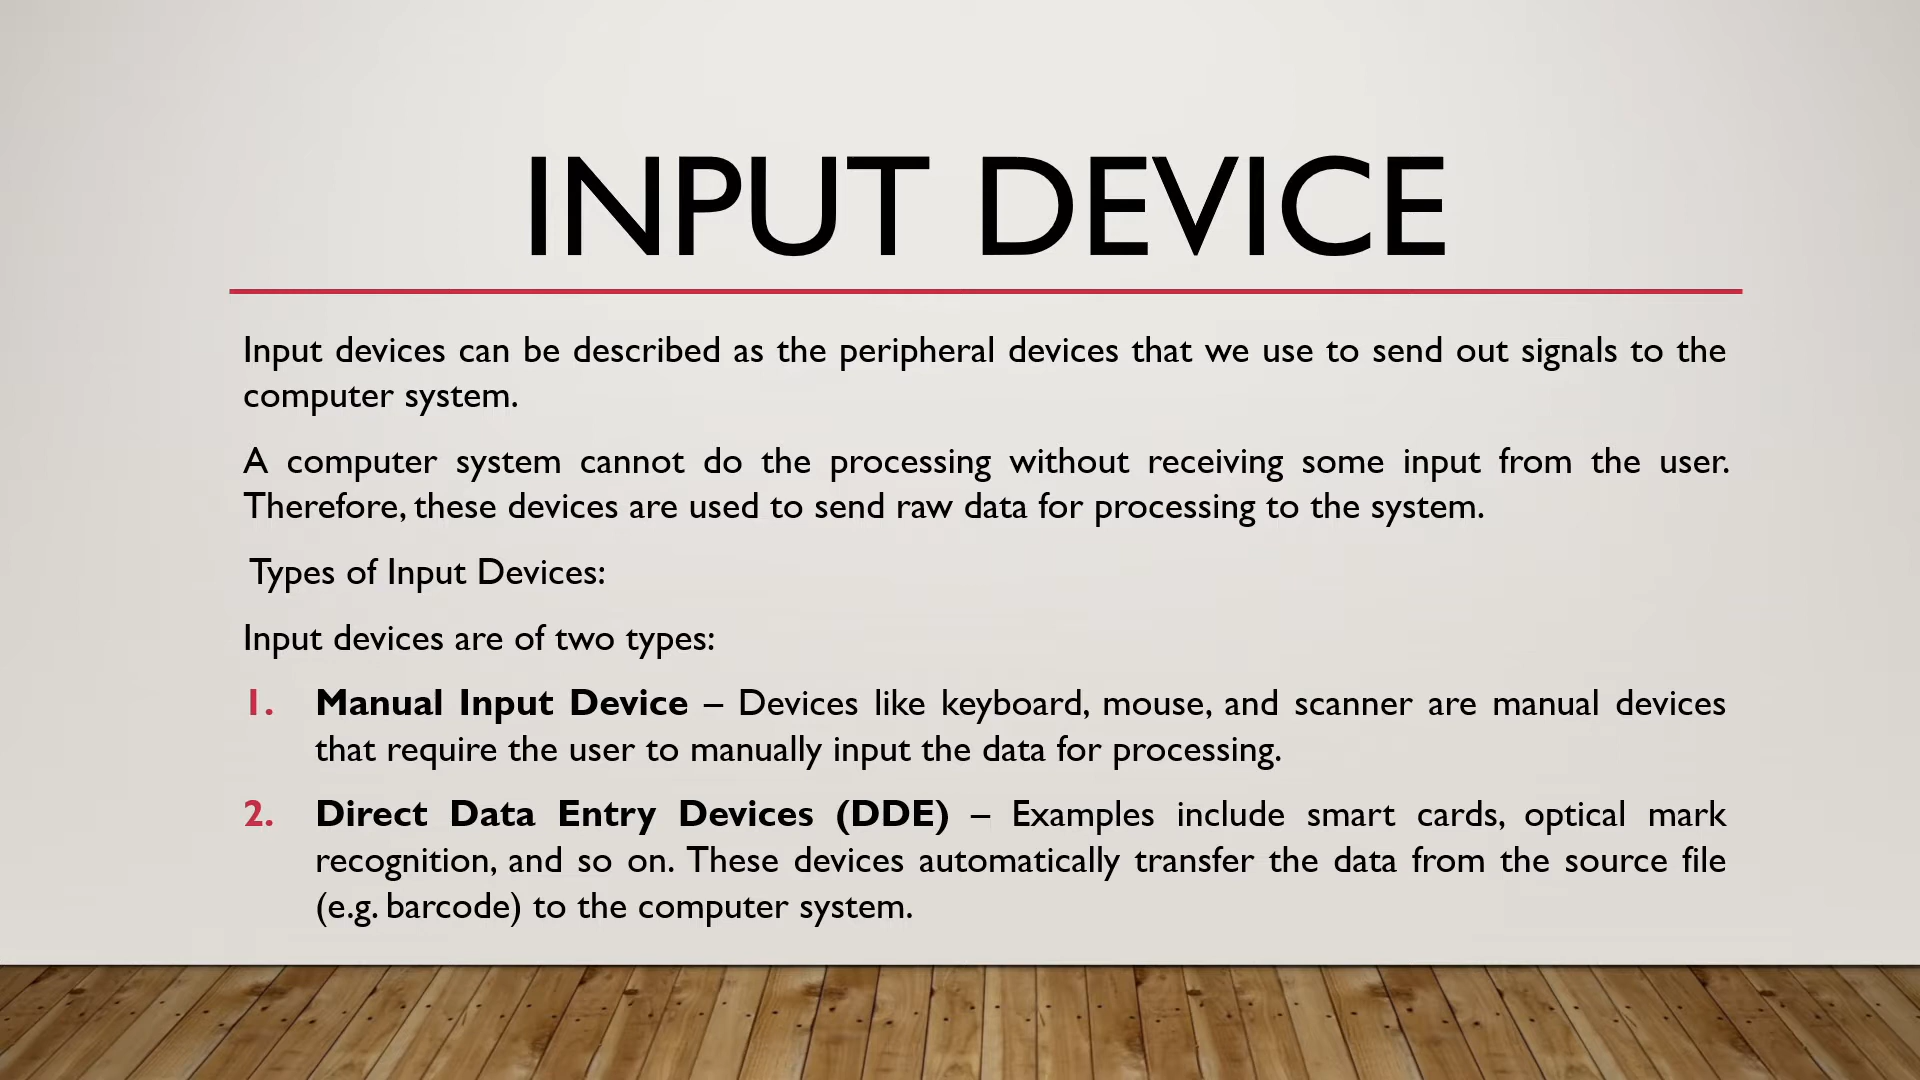 INPUT DEVICE
Input devices can be described as the peripheral devices that we use to send out signals to the
computer system.
A computer system cannot do the processing without receiving some input from the user.
Therefore, these devices are used to send raw data for processing to the system.
Types of Input Devices:
Input devices are of two types:
1. Manual Input Device – Devices like keyboard, mouse, and scanner are manual devices
that require the user to manually input the data for processing.
2. Direct Data Entry Devices (DDE) – Examples include smart cards, optical mark
recognition, and so on. These devices automatically transfer the data from the source file
(e.g. barcode) to the computer system.